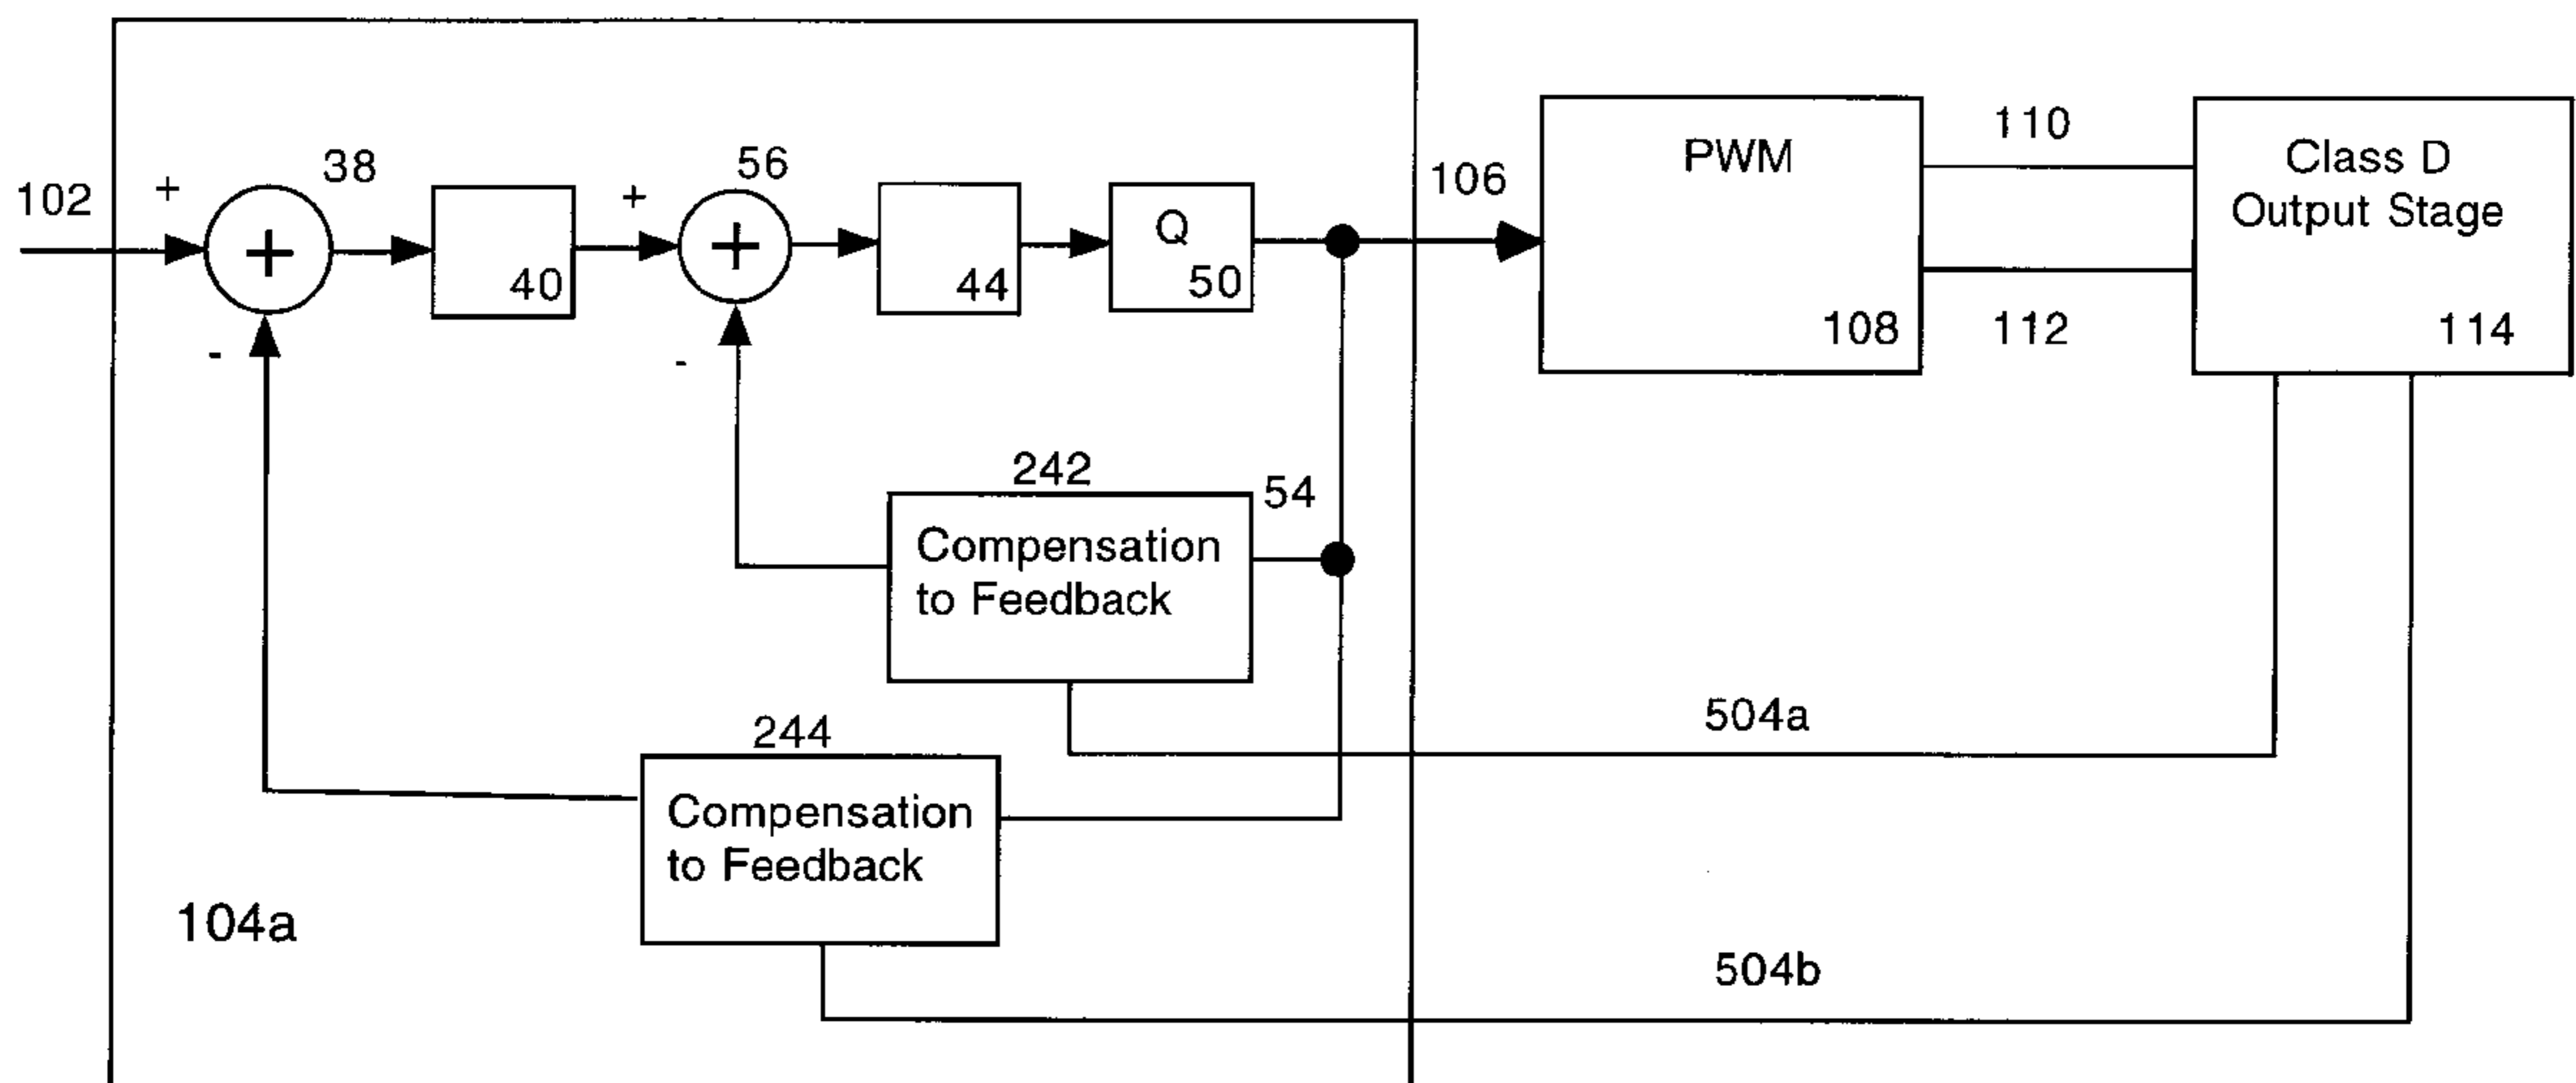 102
+
38
+
-
40
+
56
+
-
44
Q
50
106
PWM
108
110
112
Class D
Output Stage
114
242
54
Compensation
to Feedback
504a
244
Compensation
to Feedback
504b
104a